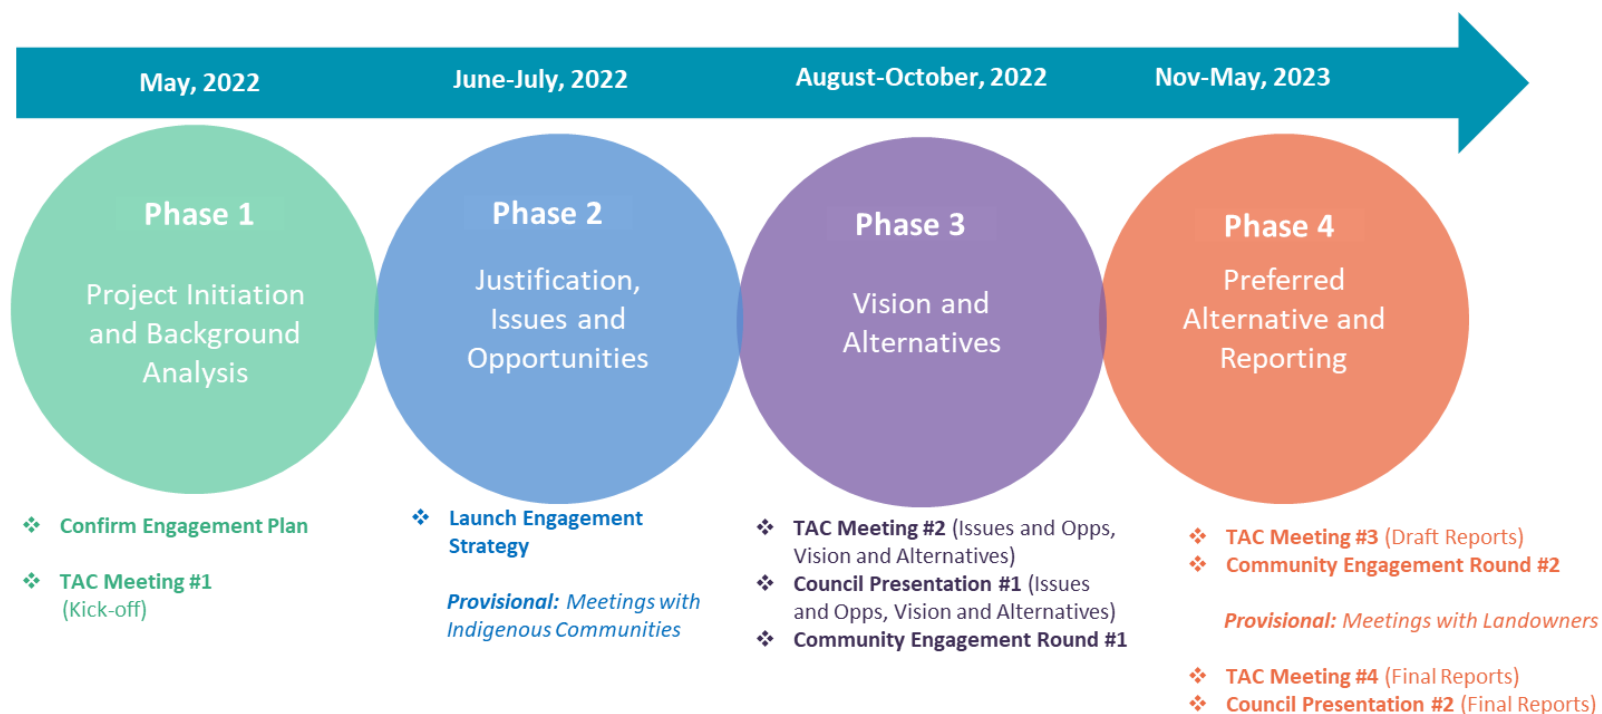 May, 2022
June-July, 2022
August-October, 2022
Nov-May, 2023
Phase 1
Project Initiation
and Background
Analysis
Phase 2
Justification,
Issues and
Opportunities
Phase 3
Vision and
Alternatives
Phase 4
Preferred
Alternative and
Reporting
❖ Confirm Engagement Plan
❖ TAC Meeting #1
(Kick-off)
❖ Launch Engagement
Strategy
Provisional: Meetings with
Indigenous Communities
❖ TAC Meeting #2 (Issues and Opps,
Vision and Alternatives)
❖ Council Presentation #1 (Issues
and Opps, Vision and Alternatives)
❖ Community Engagement Round #1
❖ TAC Meeting #3 (Draft Reports)
❖ Community Engagement Round #2
Provisional: Meetings with Landowners
❖ TAC Meeting #4 (Final Reports)
❖ Council Presentation #2 (Final Reports)